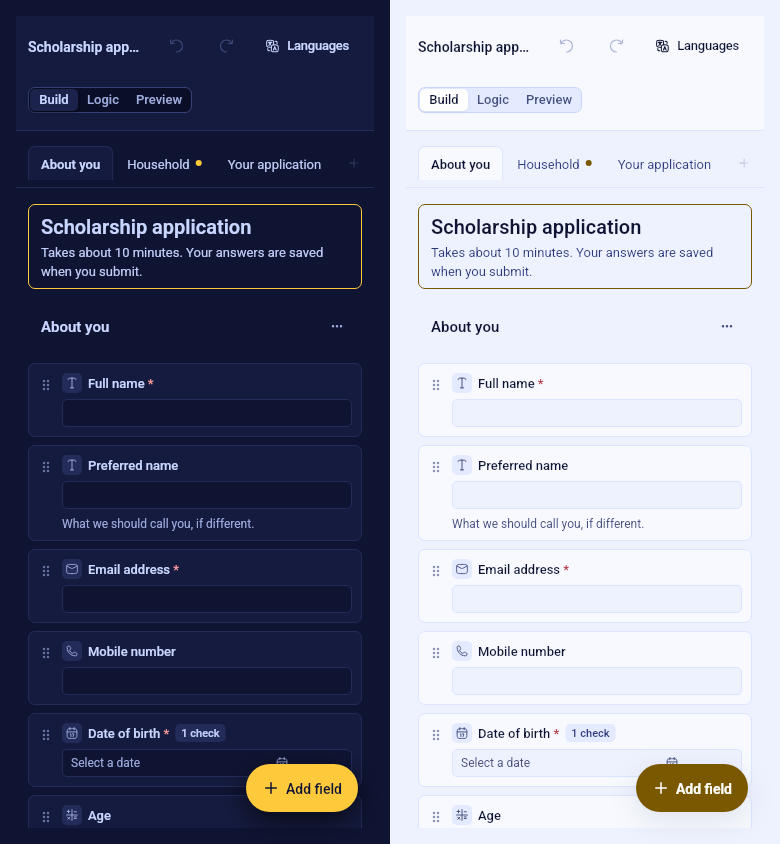 Scholarship app... Languages
Build Logic Preview
About you Household Your application +
Scholarship application
Takes about 10 minutes. Your answers are saved
when you submit.
About you
Full name *
Preferred name
What we should call you, if different.
Email address *
Mobile number
Date of birth * 1 check
Select a date
+ Add field
Age
Scholarship app... Languages
Build Logic Preview
About you Household Your application +
Scholarship application
Takes about 10 minutes. Your answers are saved
when you submit.
About you
Full name *
Preferred name
What we should call you, if different.
Email address *
Mobile number
Date of birth * 1 check
Select a date
+ Add field
Age